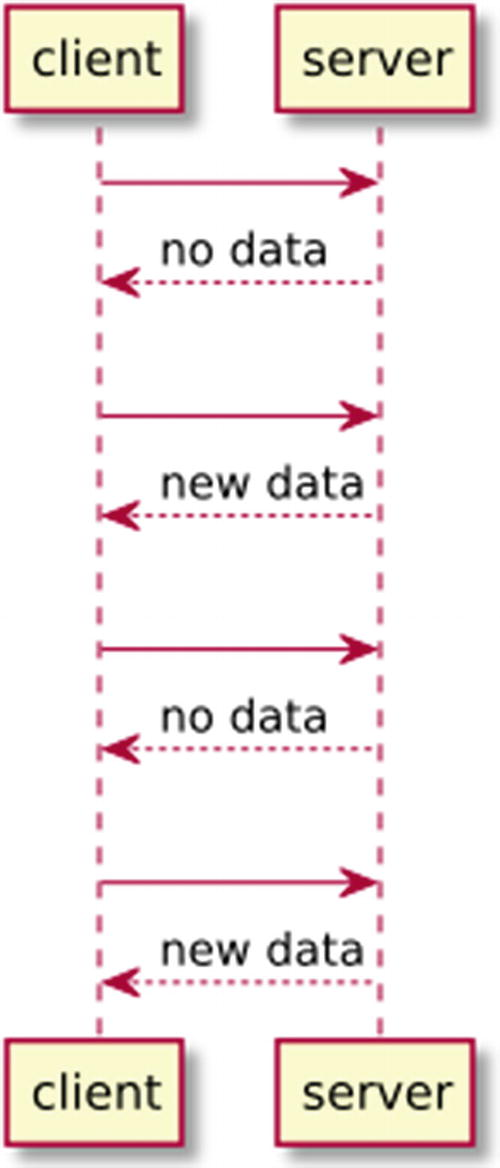 client server
no data
new data
no data
new data
client server